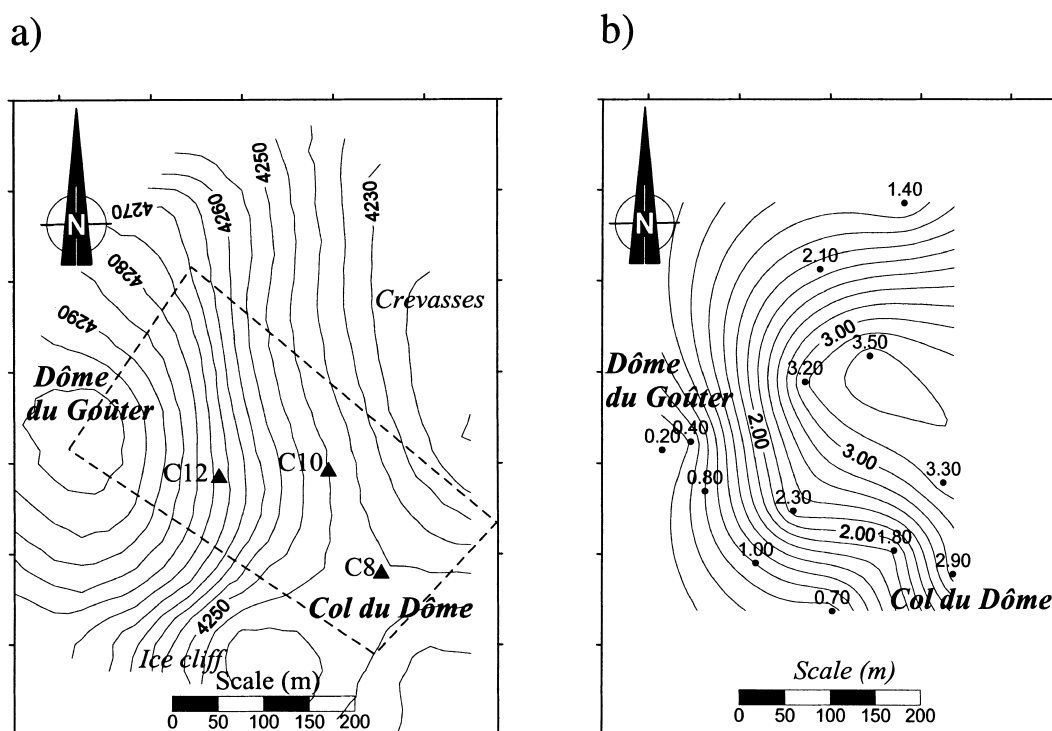 a)
4250
4260
4230
4270
N
4280
Crevasses
4290
Dôme
du Goûter
C10
C12
C8
Col du Dôme
4250
Ice cliff
Scale (m)
0 50 100 150 200
b)
1.40
N
2.10
3.00
3.50
Dôme
du Goûter
3.20
2.00
0.20
0.40
3.00
0.80
3.30
2.30
2.00
1.80
1.00
2.90
Col du Dôme
0.70
Scale (m)
0 50 100 150 200